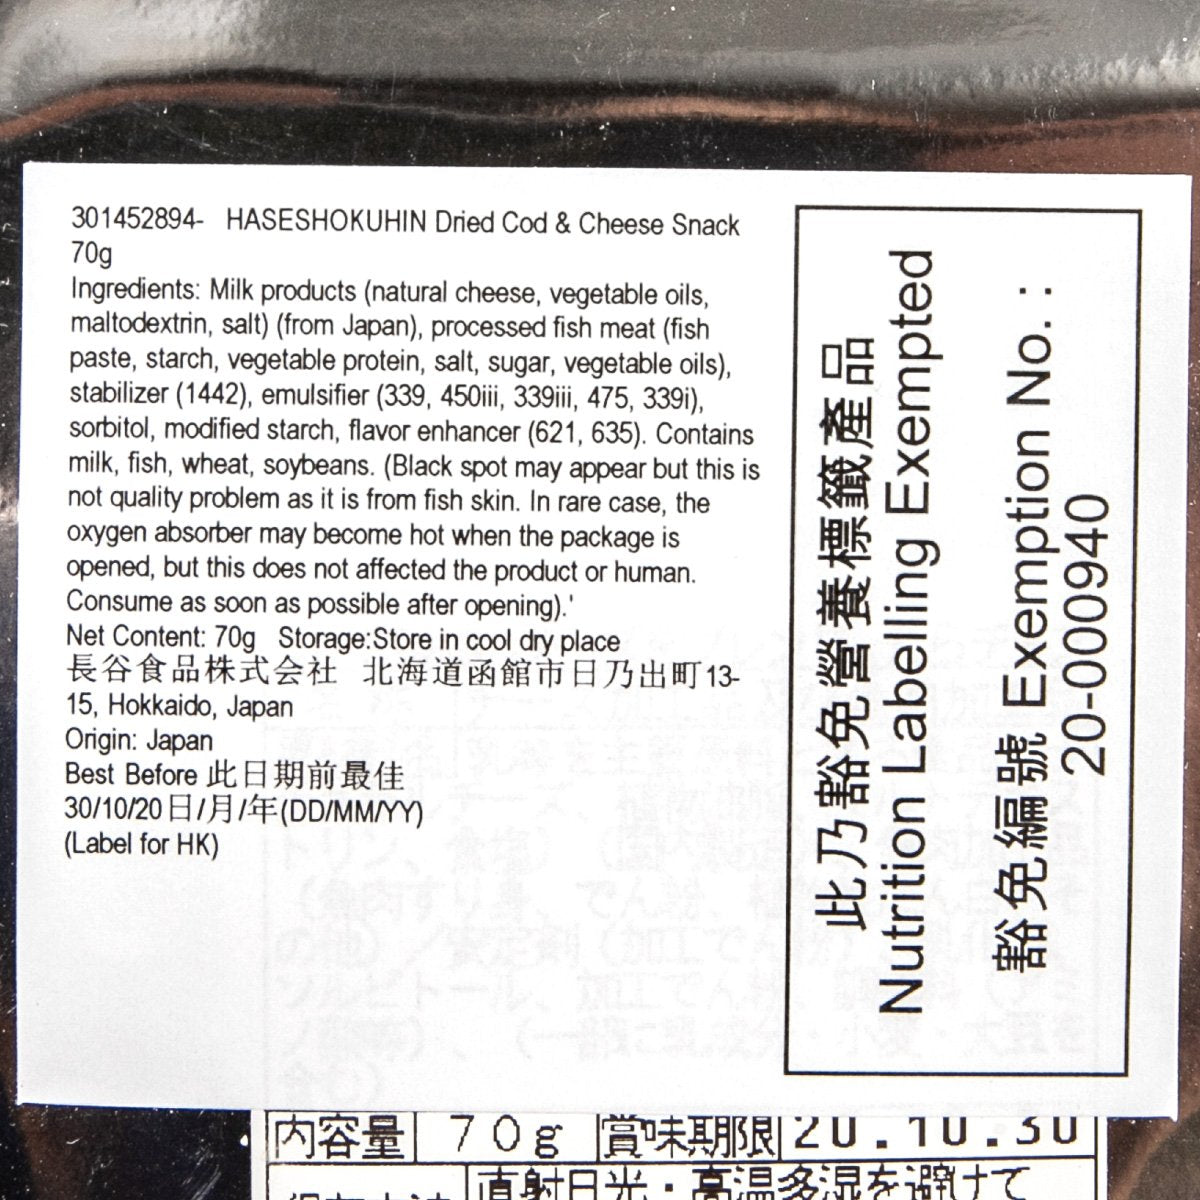 301452894- HASESHOKUHIN Dried Cod & Cheese Snack
70g
Ingredients: Milk products (natural cheese, vegetable oils,
maltodextrin, salt) (from Japan), processed fish meat (fish
paste, starch, vegetable protein, salt, sugar, vegetable oils),
stabilizer (1442), emulsifier (339, 450iii, 339iii, 475, 339i),
sorbitol, modified starch, flavor enhancer (621, 635). Contains
milk, fish, wheat, soybeans. (Black spot may appear but this is
not quality problem as it is from fish skin. In rare case, the
oxygen absorber may become hot when the package is
opened, but this does not affected the product or human.
Consume as soon as possible after opening).'
Net Content: 70g Storage:Store in cool dry place
長谷食品株式会社 北海道函館市日乃出町13-
15, Hokkaido, Japan
Origin: Japan
Best Before 此日期前最佳
30/10/20日/月/年(DD/MM/YY)
(Label for HK)
此乃豁免營養標籤產品
Nutrition Labelling Exempted
豁免編號 Exemption No. :
20-000940
内容量 70g 賞味期限 20.10.30
直射日光・高温多湿を避けて